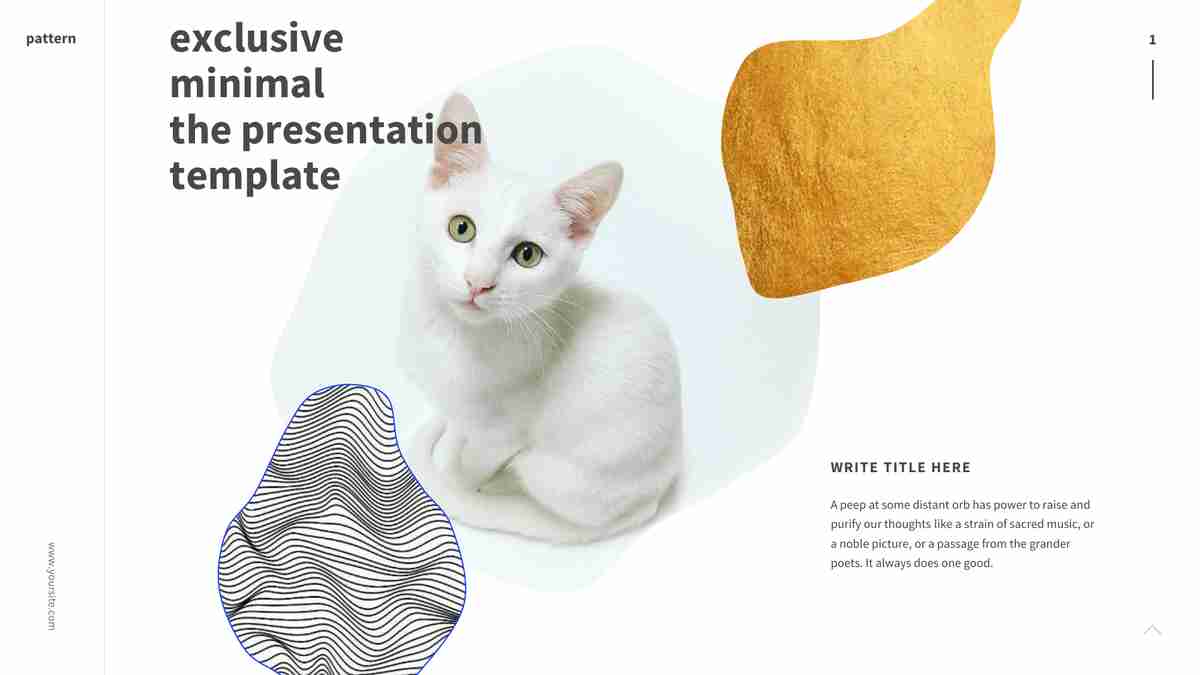 pattern
exclusive
minimal
the presentation
template
1
WRITE TITLE HERE
A peep at some distant orb has power to raise and
purify our thoughts like a strain of sacred music, or
a noble picture, or a passage from the grander
poets. It always does one good.
www.yoursite.com